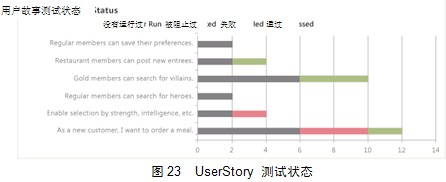 用户故事测试状态 Status
没有运行过 Run 被阻止过 ked 失败 led 通过 ssed
Regular members can save their preferences.
Restaurant members can post new entrees.
Gold members can search for villains.
Regular members can search for heroes.
Enable selection by strength, intelligence, etc.
As a new customer, I want to order a meal.
0 2 4 6 8 10 12 14
图 23 UserStory 测试状态